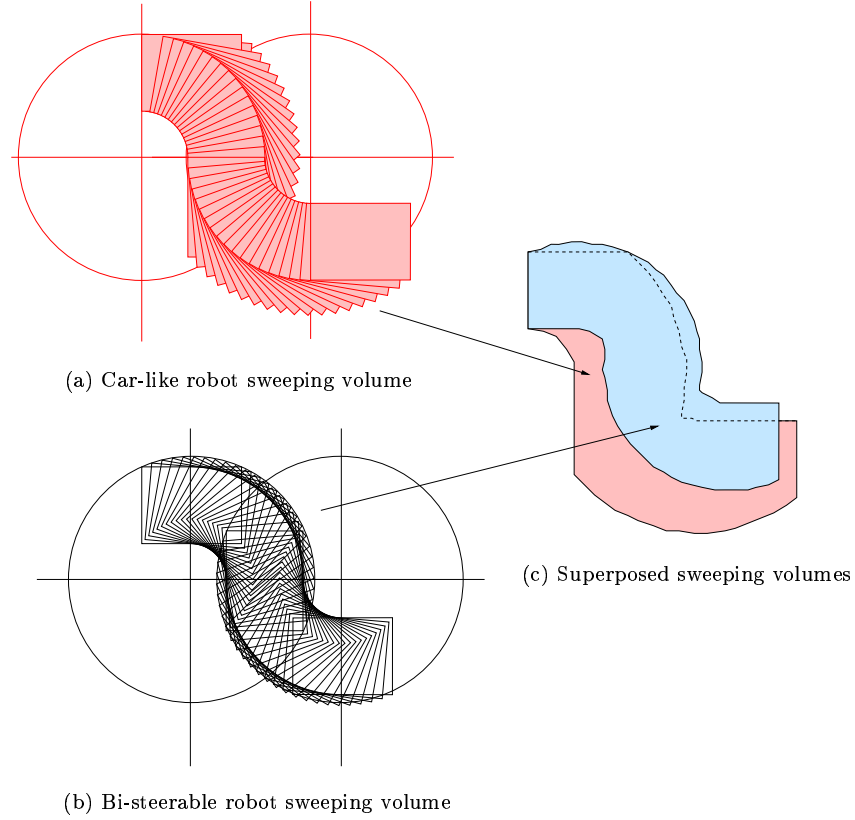 (a) Car-like robot sweeping volume
(c) Superposed sweeping volumes
(b) Bi-steerable robot sweeping volume